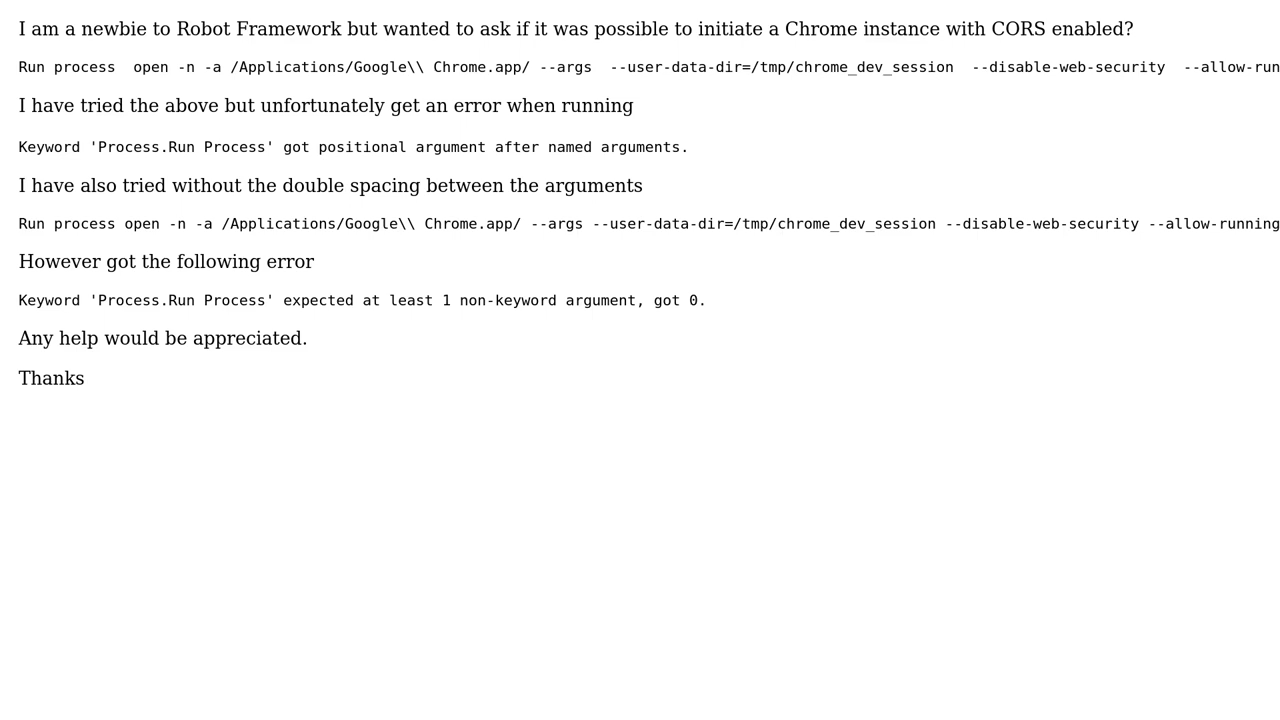 I am a newbie to Robot Framework but wanted to ask if it was possible to initiate a Chrome instance with CORS enabled?
Run process  open -n -a /Applications/Google\\ Chrome.app/ --args  --user-data-dir=/tmp/chrome_dev_session  --disable-web-security  --allow-run
I have tried the above but unfortunately get an error when running
Keyword 'Process.Run Process' got positional argument after named arguments.
I have also tried without the double spacing between the arguments
Run process open -n -a /Applications/Google\\ Chrome.app/ --args --user-data-dir=/tmp/chrome_dev_session --disable-web-security --allow-running
However got the following error
Keyword 'Process.Run Process' expected at least 1 non-keyword argument, got 0.
Any help would be appreciated.
Thanks